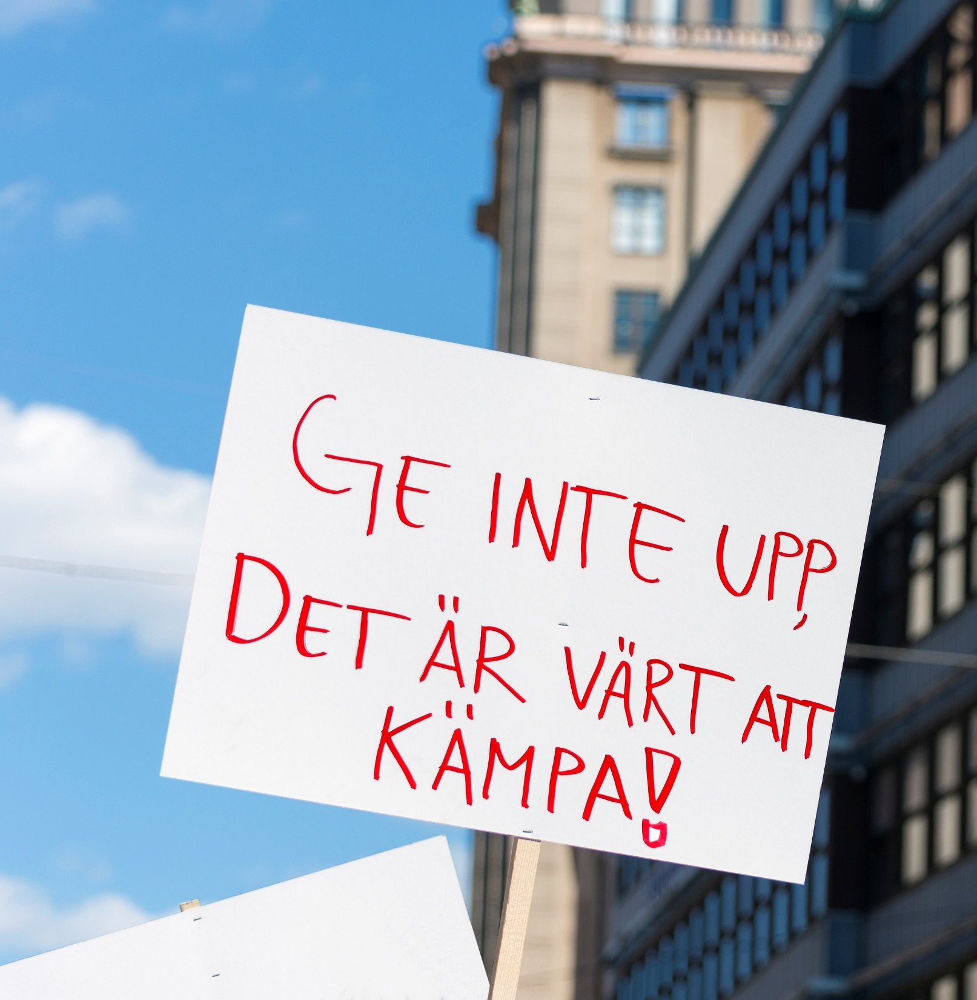 GE INTE UPP,
DET ÄR VÄRT ATT
KÄMPA!